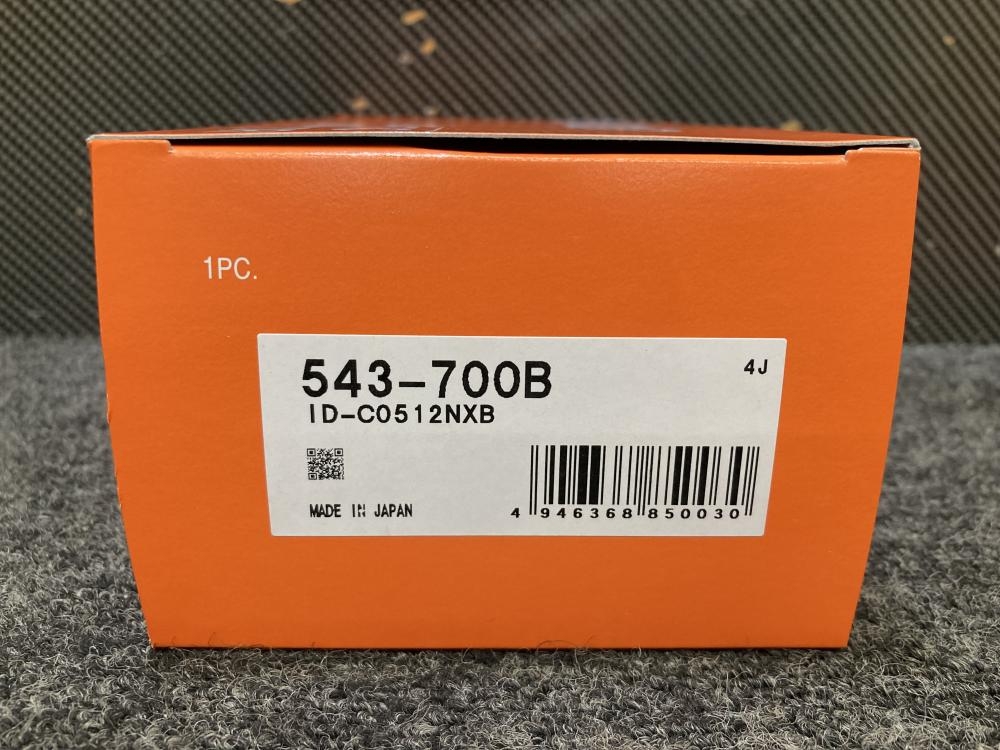 1PC.
543-700B
4J
ID-C0512NXB
MADE IN JAPAN
4 946368 850030